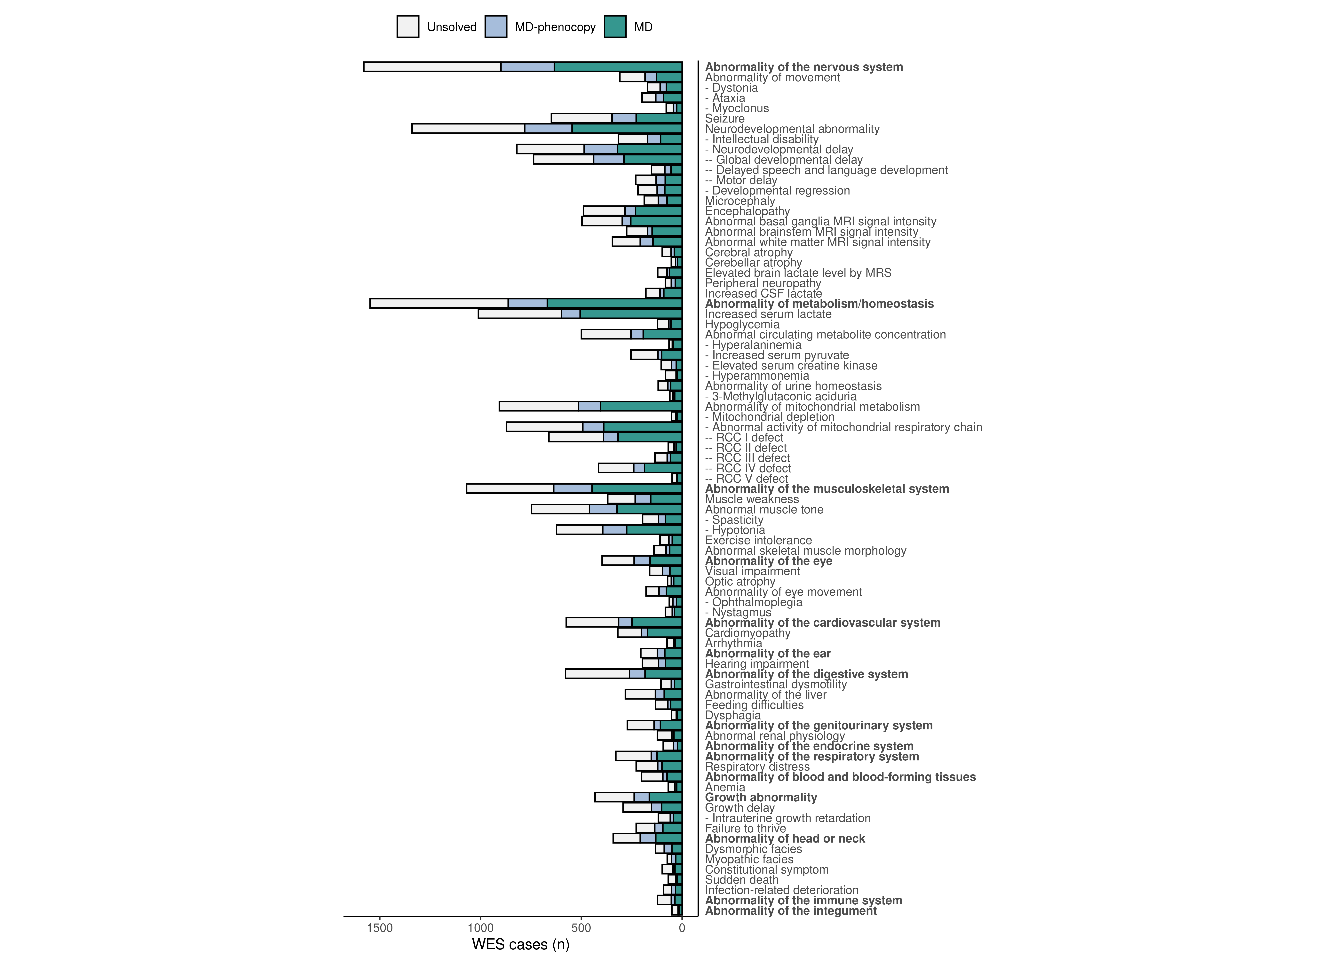 Unsolved MD-phenocopy MD
Abnormality of the nervous system
Abnormality of movement
- Dystonia
- Ataxia
- Myoclonus
Seizure
Neurodevelopmental abnormality
- Intellectual disability
- Neurodevelopmental delay
-- Global developmental delay
-- Delayed speech and language development
-- Motor delay
- Developmental regression
Microcephaly
Encephalopathy
Abnormal basal ganglia MRI signal intensity
Abnormal brainstem MRI signal intensity
Abnormal white matter MRI signal intensity
Cerebral atrophy
Cerebellar atrophy
Elevated brain lactate level by MRS
Peripheral neuropathy
Increased CSF lactate
Abnormality of metabolism/homeostasis
Increased serum lactate
Hypoglycemia
Abnormal circulating metabolite concentration
- Hyperalaninemia
- Increased serum pyruvate
- Elevated serum creatine kinase
- Hyperammonemia
Abnormality of urine homeostasis
- 3-Methylglutaconic aciduria
Abnormality of mitochondrial metabolism
- Mitochondrial depletion
- Abnormal activity of mitochondrial respiratory chain
-- RCC I defect
-- RCC II defect
-- RCC III defect
-- RCC IV defect
-- RCC V defect
Abnormality of the musculoskeletal system
Muscle weakness
Abnormal muscle tone
- Spasticity
- Hypotonia
Exercise intolerance
Abnormal skeletal muscle morphology
Abnormality of the eye
Visual impairment
Optic atrophy
Abnormality of eye movement
- Ophthalmoplegia
- Nystagmus
Abnormality of the cardiovascular system
Cardiomyopathy
Arrhythmia
Abnormality of the ear
Hearing impairment
Abnormality of the digestive system
Gastrointestinal dysmotility
Abnormality of the liver
Feeding difficulties
Dysphagia
Abnormality of the genitourinary system
Abnormal renal physiology
Abnormality of the endocrine system
Abnormality of the respiratory system
Respiratory distress
Abnormality of blood and blood-forming tissues
Anemia
Growth abnormality
Growth delay
- Intrauterine growth retardation
Failure to thrive
Abnormality of head or neck
Dysmorphic facies
Myopathic facies
Constitutional symptom
Sudden death
Infection-related deterioration
Abnormality of the immune system
Abnormality of the integument
1500 1000 500 0
WES cases (n)